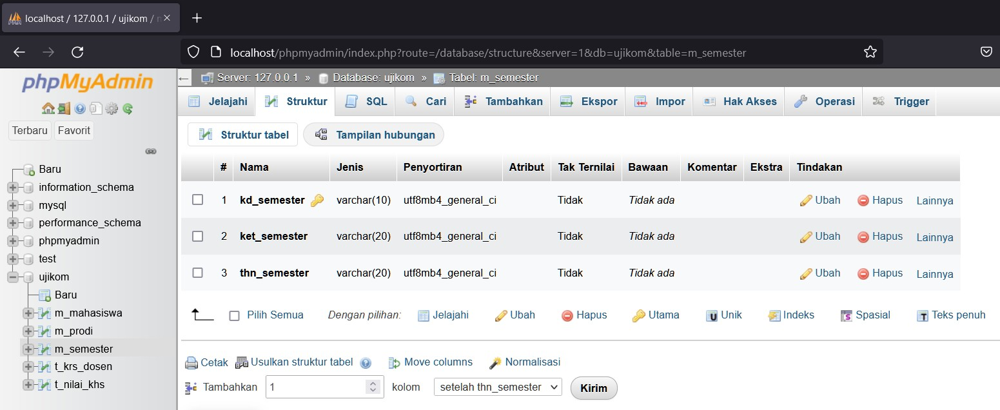 localhost / 127.0.0.1 / ujikom /
localhost/phpmyadmin/index.php?route=/database/structure&server=1&db=ujikom&table=m_semester
phpMyAdmin
Terbaru Favorit
Baru
information_schema
mysql
performance_schema
phpmyadmin
test
ujikom
Baru
m_mahasiswa
m_prodi
m_semester
t_krs_dosen
t_nilai_khs
Server: 127.0.0.1 » Database: ujikom » Tabel: m_semester
Jelajahi Struktur SQL Cari Tambahkan Ekspor Impor Hak Akses Operasi Trigger
Struktur tabel Tampilan hubungan
# Nama Jenis Penyortiran Atribut Tak Ternilai Bawaan Komentar Ekstra Tindakan
1 kd_semester varchar(10) utf8mb4_general_ci Tidak Tidak ada Ubah Hapus Lainnya
2 ket_semester varchar(20) utf8mb4_general_ci Tidak Tidak ada Ubah Hapus Lainnya
3 thn_semester varchar(20) utf8mb4_general_ci Tidak Tidak ada Ubah Hapus Lainnya
Pilih Semua Dengan pilihan: Jelajahi Ubah Hapus Utama Unik Indeks Spasial Teks penuh
Cetak Usulkan struktur tabel Move columns Normalisasi
Tambahkan 1 kolom setelah thn_semester Kirim